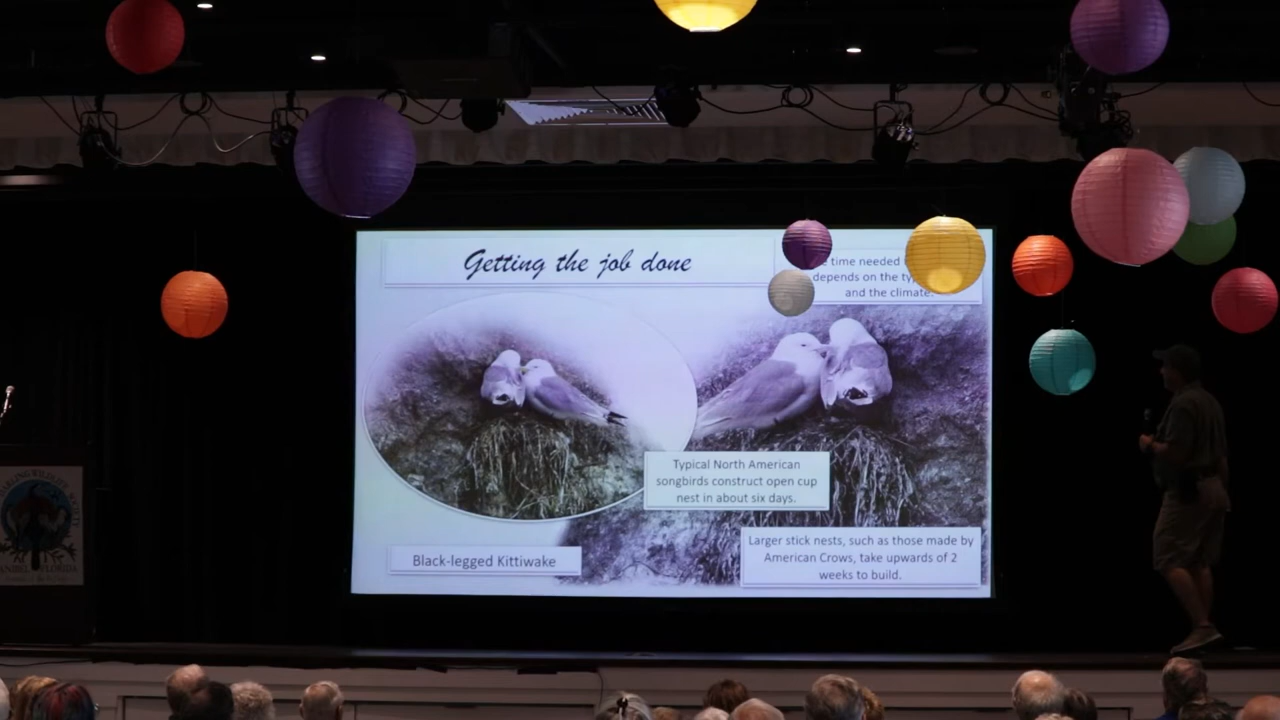 Getting the job done
time needed
depends on the
and the climate.
Typical North American
songbirds construct open cup
nest in about six days.
Larger stick nests, such as those made by
American Crows, take upwards of 2
weeks to build.
Black-legged Kittiwake